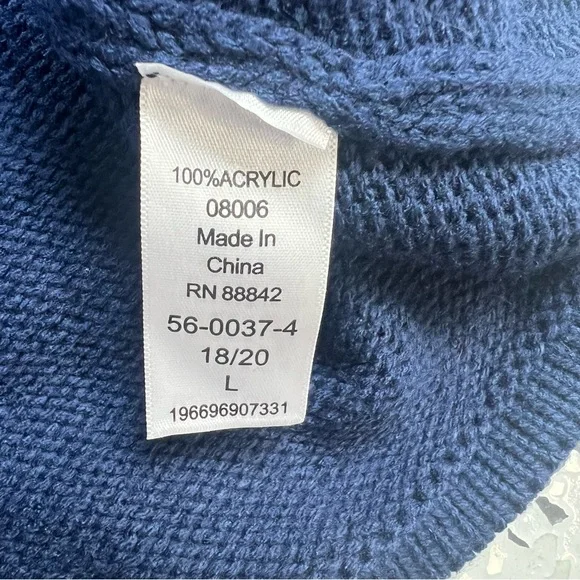 100%ACRYLIC
08006
Made In
China
RN 88842
56-0037-4
18/20
L
196696907331